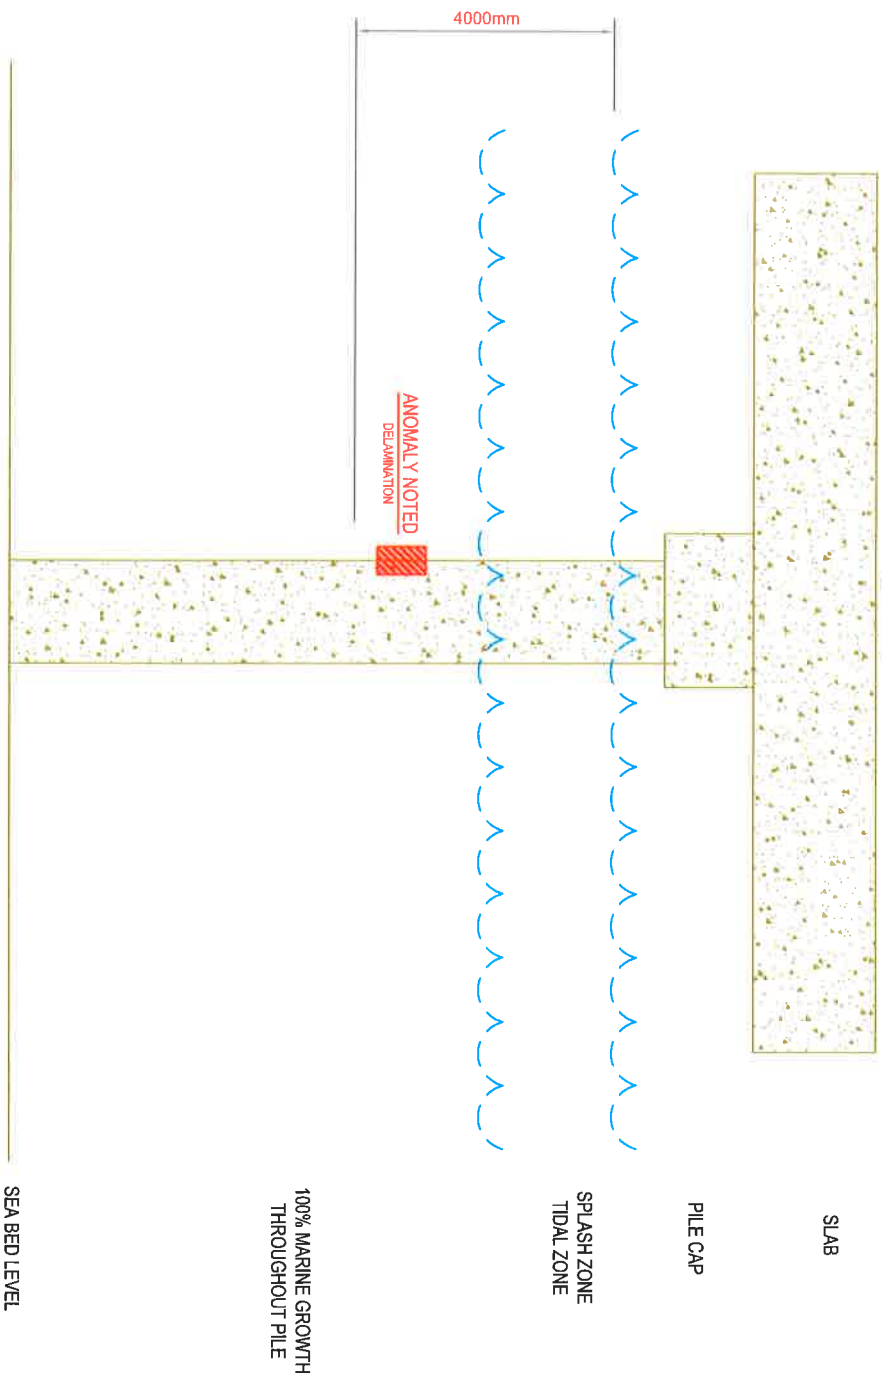 4000mm
SLAB
PILE CAP
SPLASH ZONE
TIDAL ZONE
ANOMALY NOTED
DELAMINATION
100% MARINE GROWTH
THROUGHOUT PILE
SEA BED LEVEL